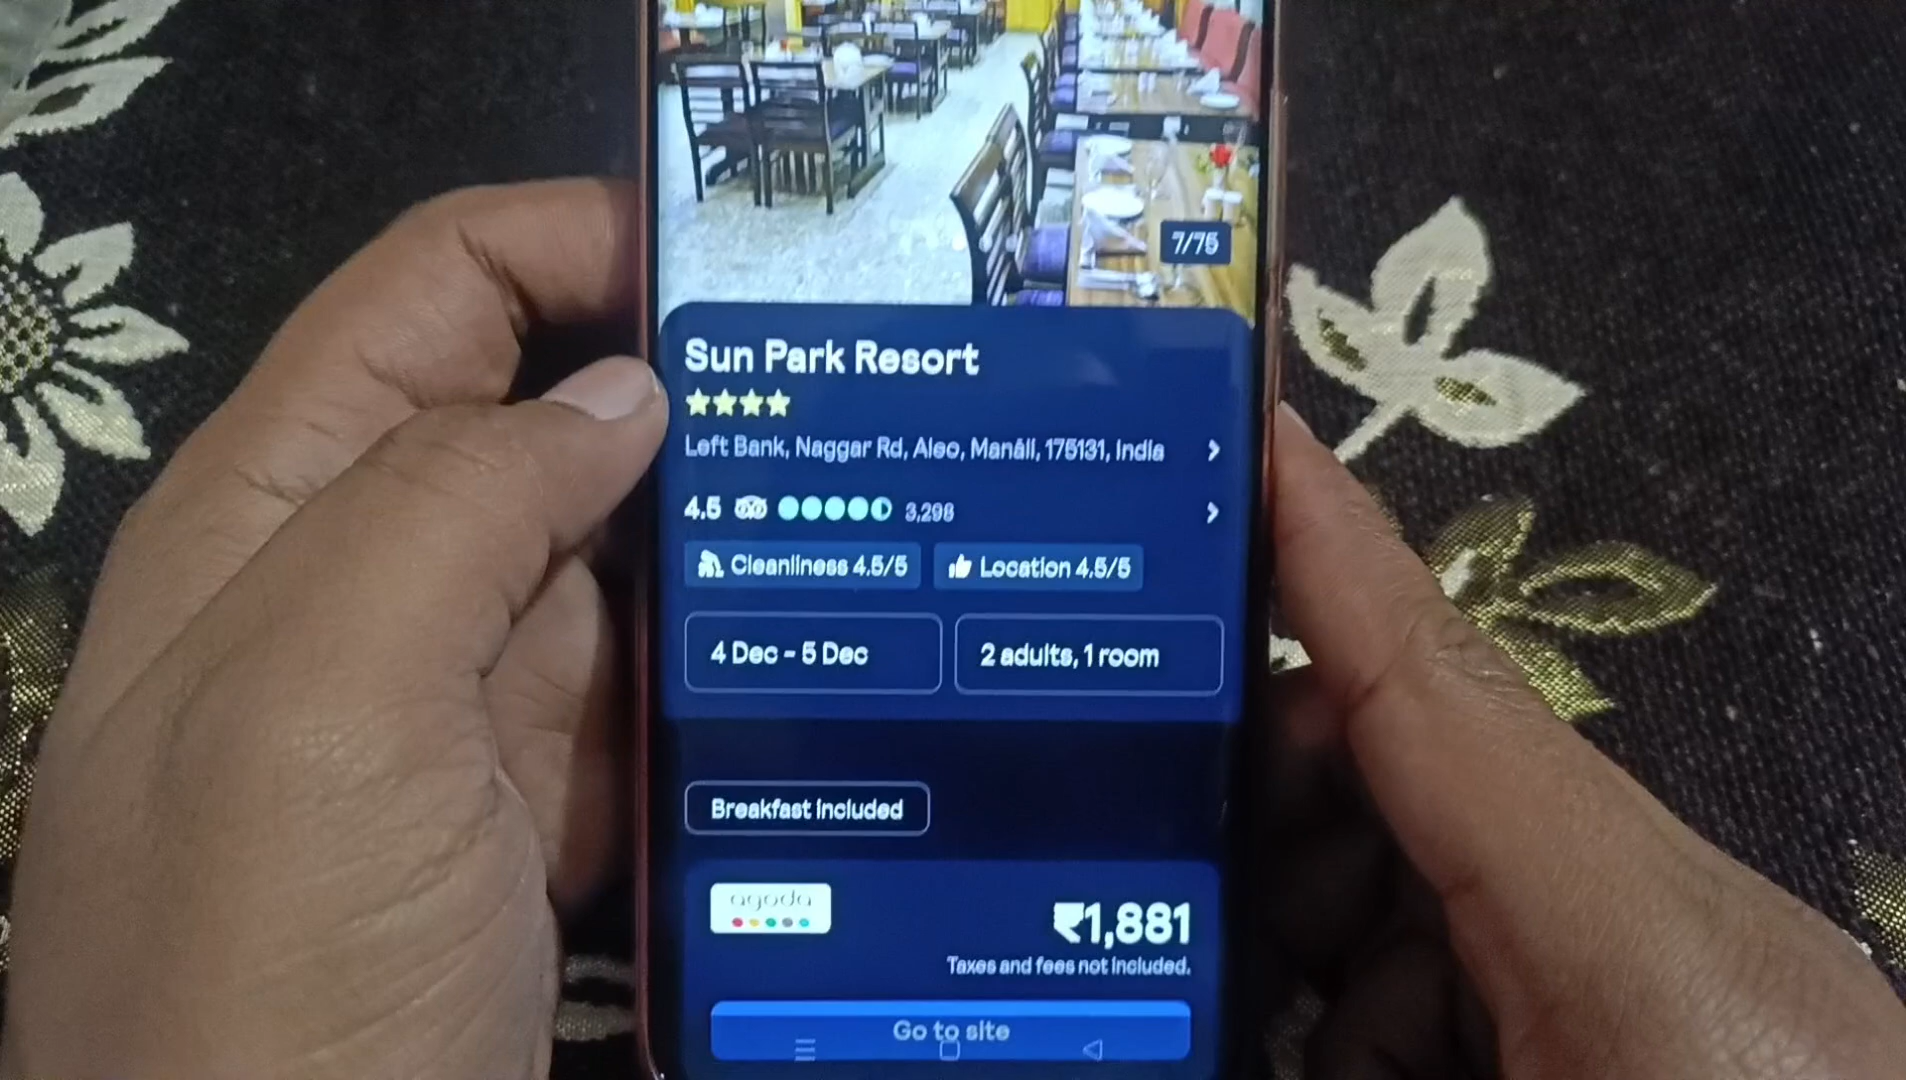 7/75
Sun Park Resort
Left Bank, Naggar Rd, Aleo, Manāli, 175131, India
4.5 3,298
Cleanliness 4.5/5 Location 4.5/5
4 Dec - 5 Dec 2 adults, 1 room
Breakfast included
agoda
₹1,881
Taxes and fees not included.
Go to site